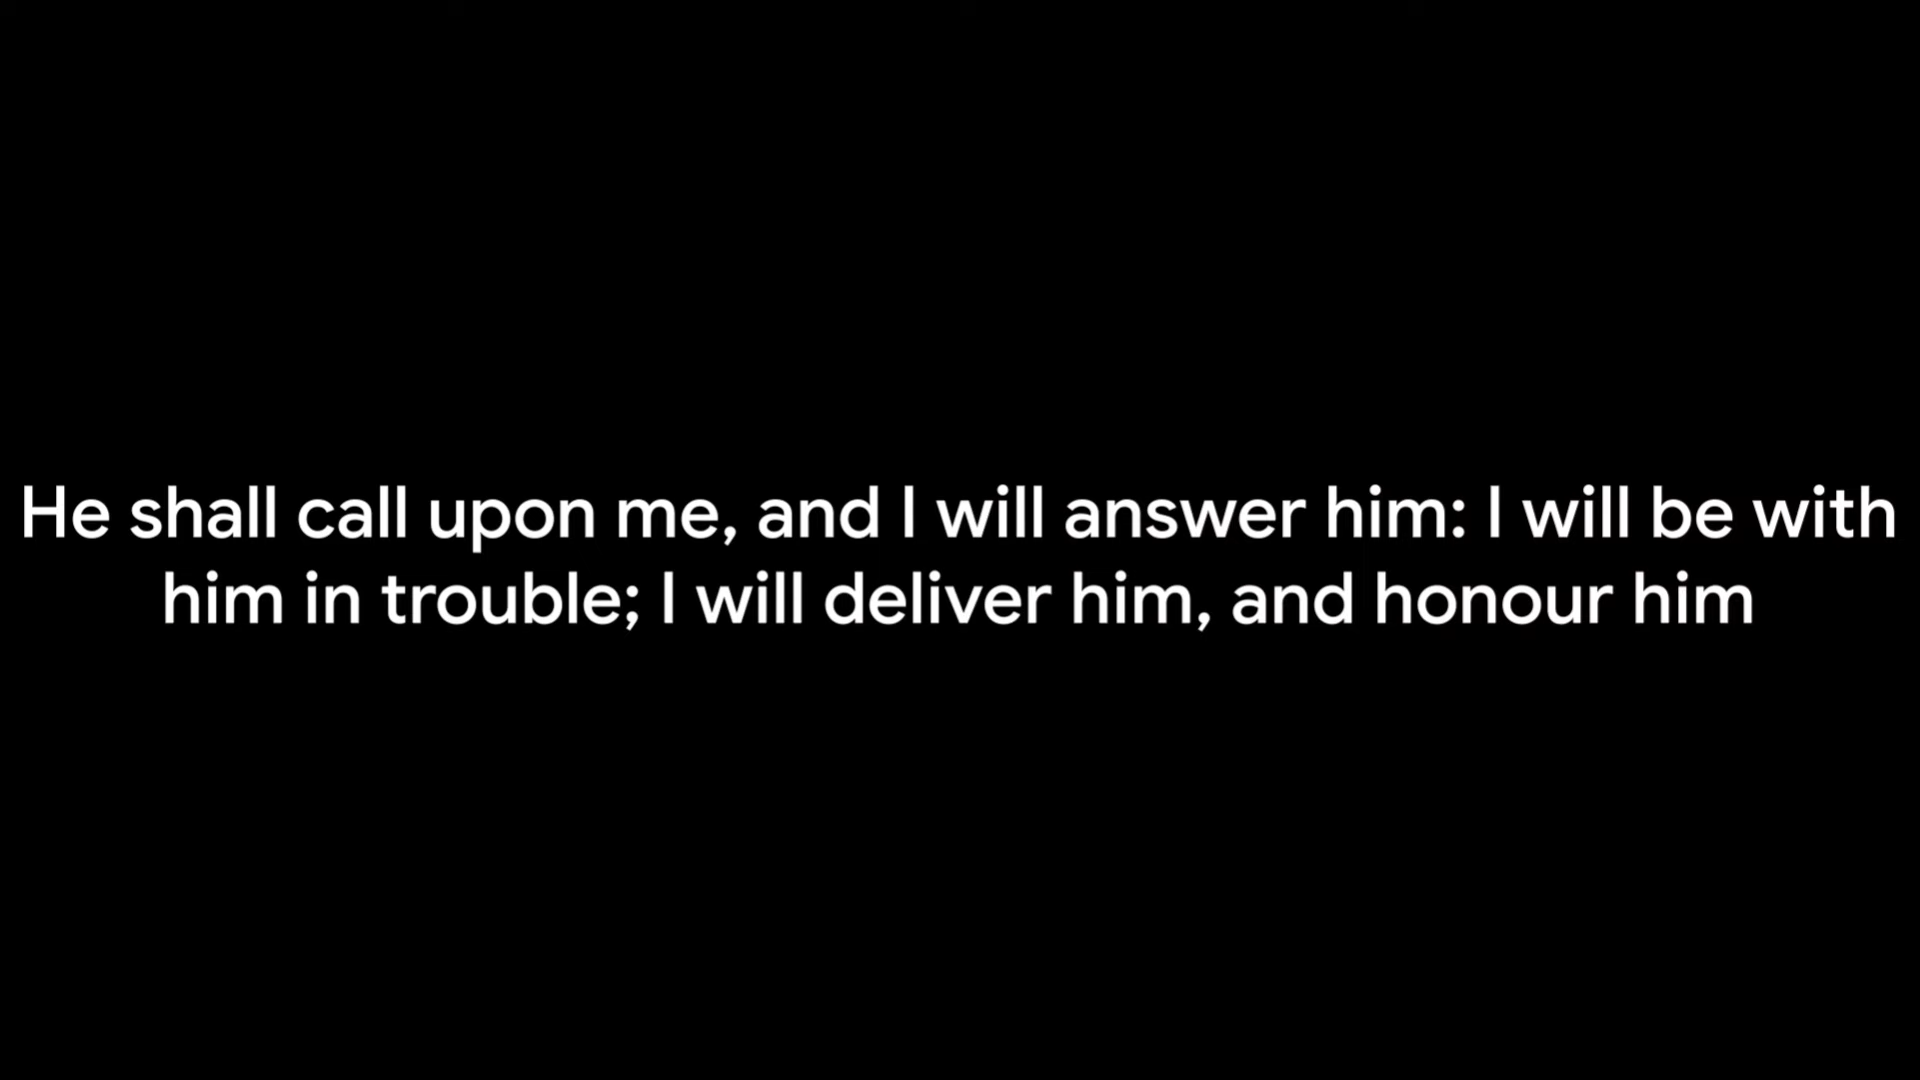 He shall call upon me, and I will answer him: I will be with
him in trouble; I will deliver him, and honour him